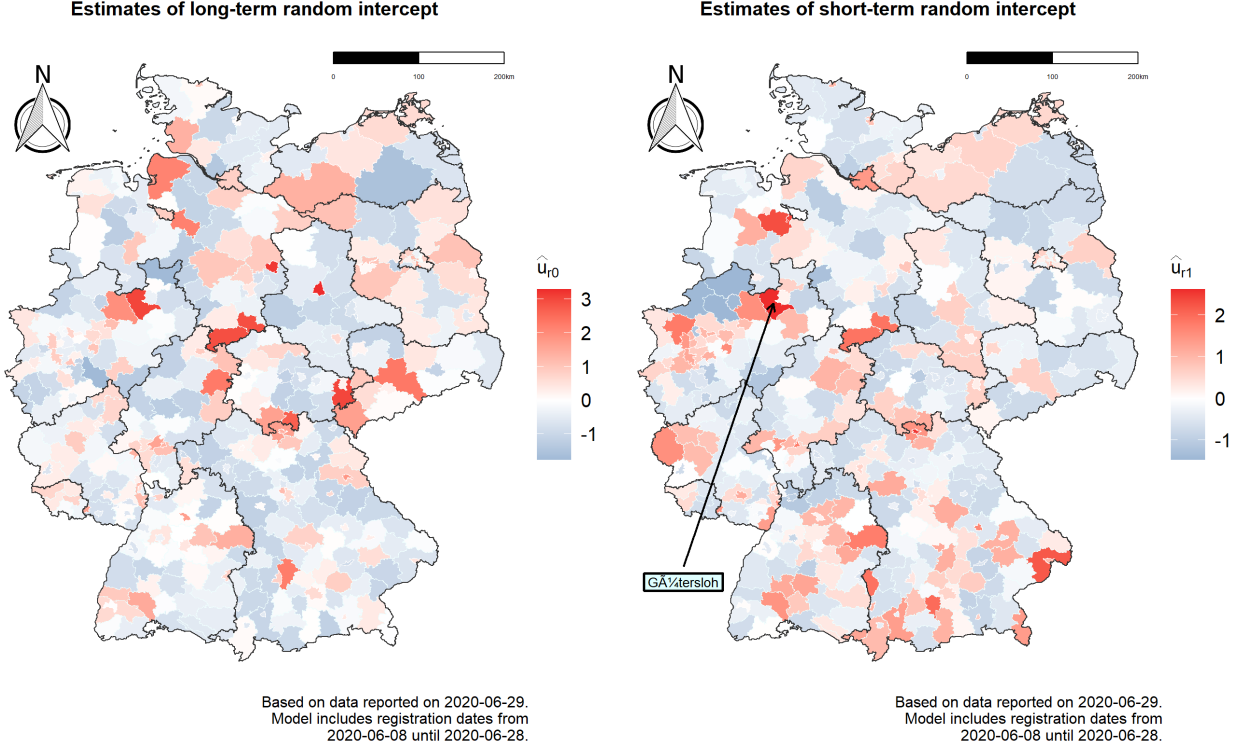 Estimates of long-term random intercept
Estimates of short-term random intercept
N
0 100 200km
N
0 100 200km
û_r0
3
2
1
0
-1
û_r1
2
1
0
-1
GÃ¼tersloh
Based on data reported on 2020-06-29.
Model includes registration dates from
2020-06-08 until 2020-06-28.
Based on data reported on 2020-06-29.
Model includes registration dates from
2020-06-08 until 2020-06-28.